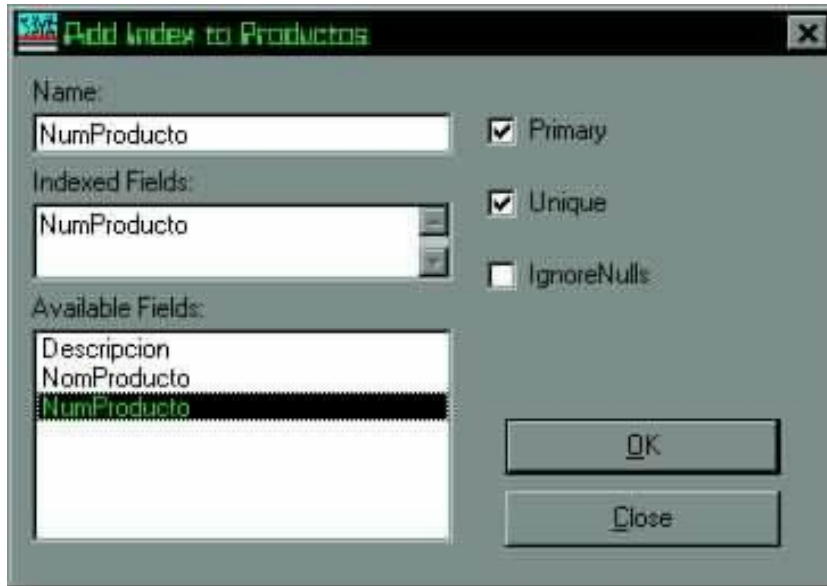 Add Index to Productos
Name:
NumProducto
Primary
Indexed Fields:
NumProducto
Unique
IgnoreNulls
Available Fields:
Descripcion
NomProducto
NumProducto
OK
Close